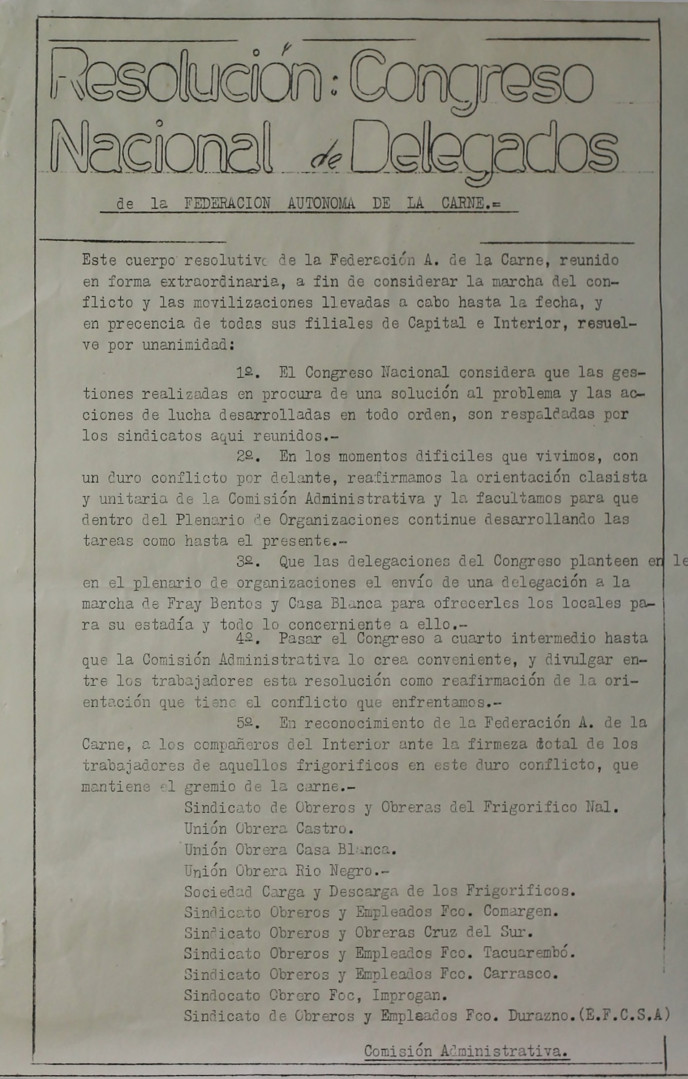 Resolución: Congreso
Nacional de Delegados
de la FEDERACION AUTONOMA DE LA CARNE.=
Este cuerpo resolutivo de la Federación A. de la Carne, reunido
en forma extraordinaria, a fin de considerar la marcha del con-
flicto y las movilizaciones llevadas a cabo hasta la fecha, y
en precencia de todas sus filiales de Capital e Interior, resuel-
ve por unanimidad:
1º. El Congreso Nacional considera que las ges-
tiones realizadas en procura de una solución al problema y las ac-
ciones de lucha desarrolladas en todo orden, son respaldadas por
los sindicatos aqui reunidos.-
2º. En los momentos dificiles que vivimos, con
un duro conflicto por delante, reafirmamos la orientación clasista
y unitaria de la Comisión Administrativa y la facultamos para que
dentro del Plenario de Organizaciones continue desarrollando las
tareas como hasta el presente.-
3º. Que las delegaciones del Congreso planteen en le
en el plenario de organizaciones el envío de una delegación a la
marcha de Fray Bentos y Casa Blanca para ofrocerles los locales pa-
ra su estadía y todo lo concerniente a ello.-
4º. Pasar el Congreso a cuarto intermedio hasta
que la Comisión Administrativa lo crea conveniente, y divulgar en-
tre los trabajadores esta resolución como reafirmación de la ori-
entación que tiene el conflicto que enfrentamos.-
5º. En reconocimiento de la Federación A. de la
Carne, a los compañeros del Interior ante la firmeza total de los
trabajadores de aquellos frigorificos en este duro conflicto, que
mantiene el gremio de la carne.-
Sindicato de Obreros y Obreras del Frigorifico Nal.
Unión Obrera Castro.
Unión Obrera Casa Blanca.
Unión Obrera Rio Negro.-
Sociedad Carga y Descarga de los Frigorificos.
Sindicato Obreros y Empleados Fco. Comargen.
Sindicato Obreros y Obreras Cruz del Sur.
Sindicato Obreros y Empleados Fco. Tacuarembó.
Sindicato Obreros y Empleados Fco. Carrasco.
Sindocato Obrero Foc, Improgan.
Sindicato de Obreros y Empleados Fco. Durazno.(E.F.C.S.A)
Comisión Administrativa.